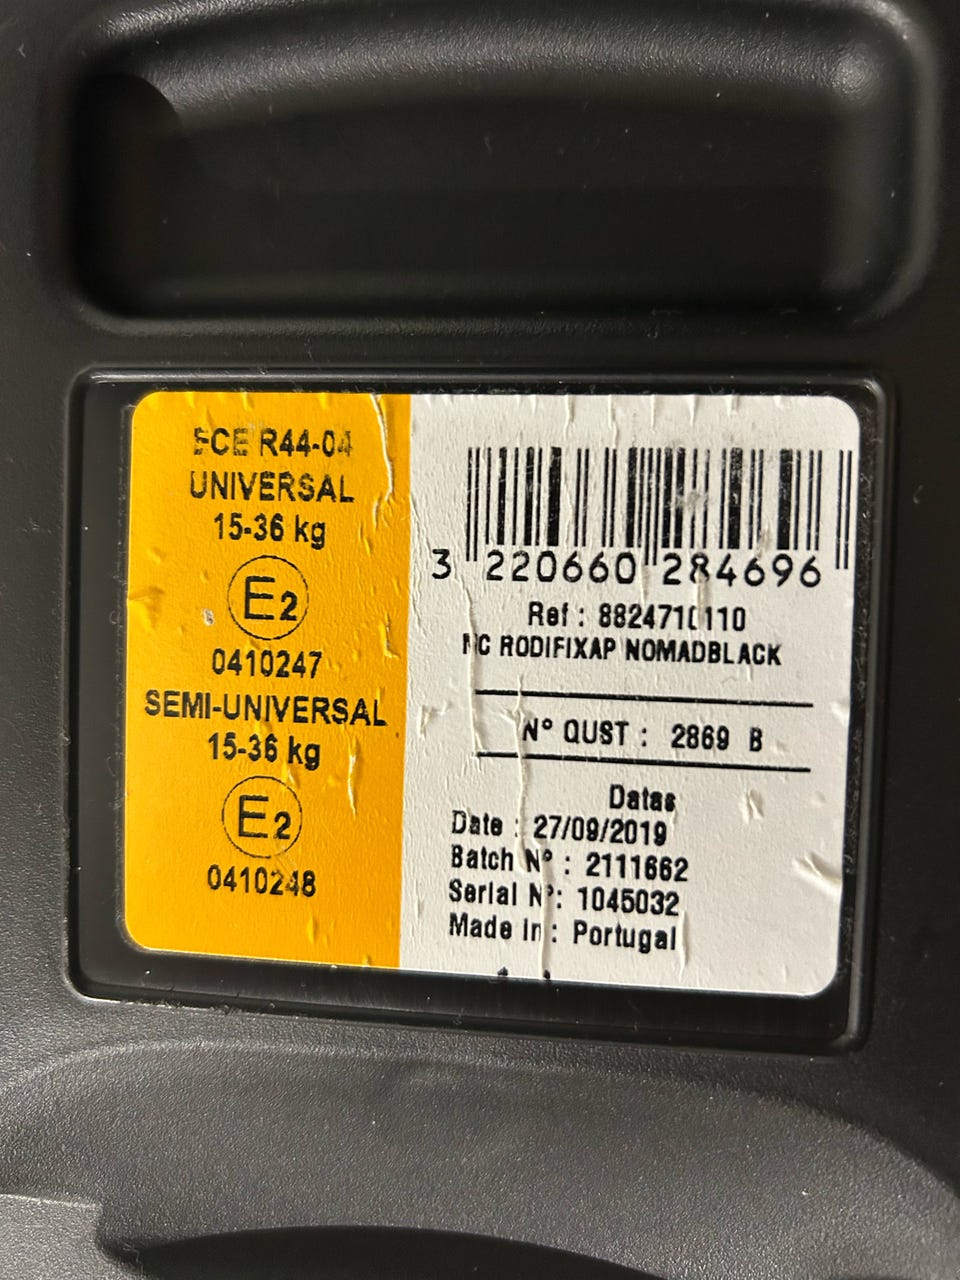 ECE R44-04
UNIVERSAL
15-36 kg
E2
0410247
SEMI-UNIVERSAL
15-36 kg
E2
0410248
3 220660 284696
Ref : 8824710110
MC RODIFIXAP NOMADBLACK
N° QUST : 2869 B
Datas
Date : 27/09/2019
Batch N° : 2111662
Serial N°: 1045032
Made in : Portugal